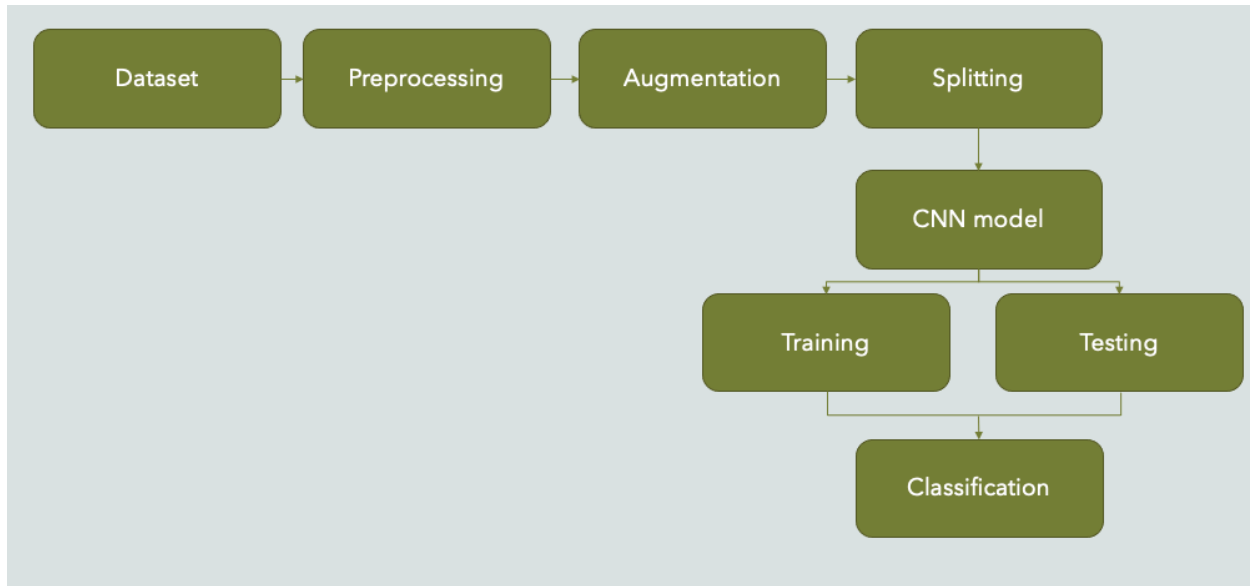 Dataset
Preprocessing
Augmentation
Splitting
CNN model
Training
Testing
Classification